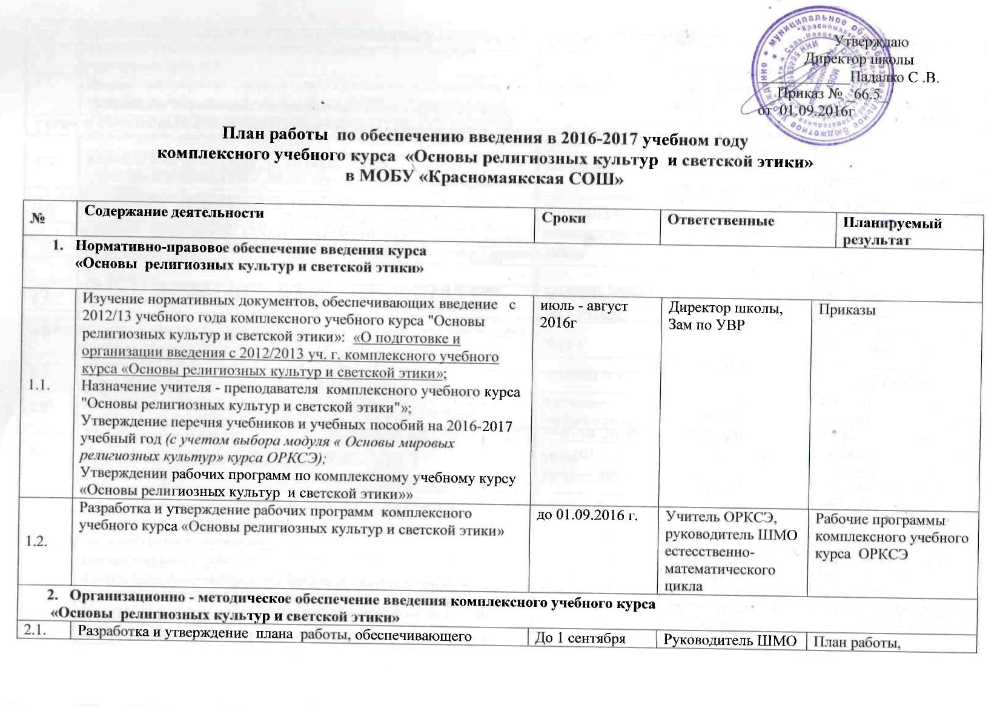 Утверждаю
Директор школы
Падалко С .В.
Приказ № 66.5
от 01.09.2016г
План работы по обеспечению введения в 2016-2017 учебном году
комплексного учебного курса «Основы религиозных культур и светской этики»
в МОБУ «Красномаякская СОШ»
№ Содержание деятельности Сроки Ответственные Планируемый
результат
1. Нормативно-правовое обеспечение введения курса
«Основы религиозных культур и светской этики»
1.1.
Изучение нормативных документов, обеспечивающих введение с
2012/13 учебного года комплексного учебного курса "Основы
религиозных культур и светской этики»: «О подготовке и
организации введения с 2012/2013 уч. г. комплексного учебного
курса «Основы религиозных культур и светской этики»;
Назначение учителя - преподавателя комплексного учебного курса
"Основы религиозных культур и светской этики"»;
Утверждение перечня учебников и учебных пособий на 2016-2017
учебный год (с учетом выбора модуля « Основы мировых
религиозных культур» курса ОРКСЭ);
Утверждении рабочих программ по комплексному учебному курсу
«Основы религиозных культур и светской этики»»
июль - август
2016г
Директор школы,
Зам по УВР
Приказы
1.2.
Разработка и утверждение рабочих программ комплексного
учебного курса «Основы религиозных культур и светской этики»
до 01.09.2016 г.
Учитель ОРКСЭ,
руководитель ШМО
естесственно-
математического
цикла
Рабочие программы
комплексного учебного
курса ОРКСЭ
2. Организационно - методическое обеспечение введения комплексного учебного курса
«Основы религиозных культур и светской этики»
2.1. Разработка и утверждение плана работы, обеспечивающего До 1 сентября Руководитель ШМО План работы,